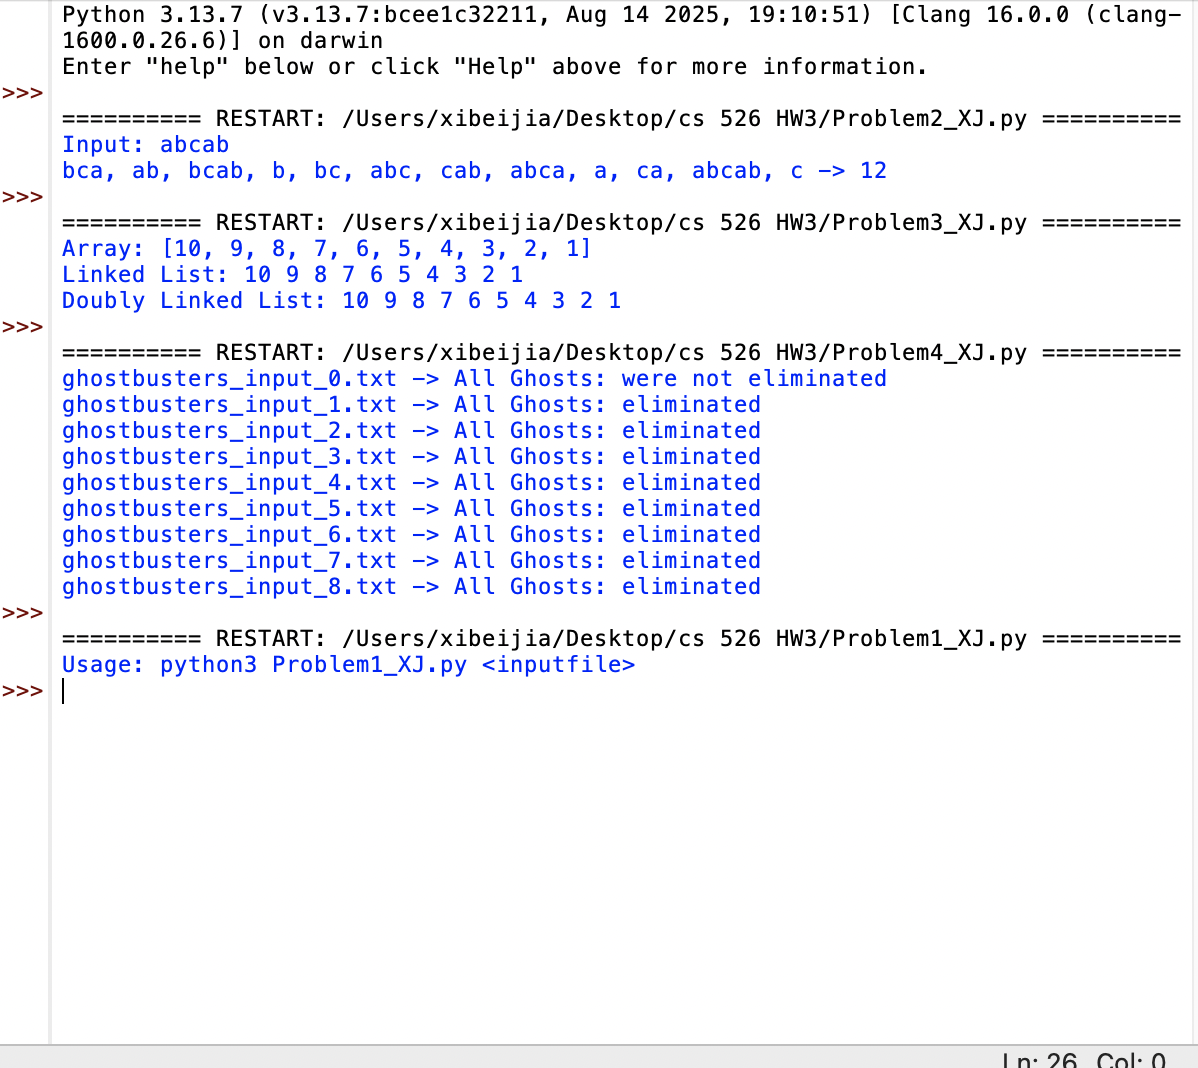 Python 3.13.7 (v3.13.7:bcee1c32211, Aug 14 2025, 19:10:51) [Clang 16.0.0 (clang-
1600.0.26.6)] on darwin
Enter "help" below or click "Help" above for more information.
>>>
========== RESTART: /Users/xibeijia/Desktop/cs 526 HW3/Problem2_XJ.py ==========
Input: abcab
bca, ab, bcab, b, bc, abc, cab, abca, a, ca, abcab, c -> 12
>>>
========== RESTART: /Users/xibeijia/Desktop/cs 526 HW3/Problem3_XJ.py ==========
Array: [10, 9, 8, 7, 6, 5, 4, 3, 2, 1]
Linked List: 10 9 8 7 6 5 4 3 2 1
Doubly Linked List: 10 9 8 7 6 5 4 3 2 1
>>>
========== RESTART: /Users/xibeijia/Desktop/cs 526 HW3/Problem4_XJ.py ==========
ghostbusters_input_0.txt -> All Ghosts: were not eliminated
ghostbusters_input_1.txt -> All Ghosts: eliminated
ghostbusters_input_2.txt -> All Ghosts: eliminated
ghostbusters_input_3.txt -> All Ghosts: eliminated
ghostbusters_input_4.txt -> All Ghosts: eliminated
ghostbusters_input_5.txt -> All Ghosts: eliminated
ghostbusters_input_6.txt -> All Ghosts: eliminated
ghostbusters_input_7.txt -> All Ghosts: eliminated
ghostbusters_input_8.txt -> All Ghosts: eliminated
>>>
========== RESTART: /Users/xibeijia/Desktop/cs 526 HW3/Problem1_XJ.py ==========
Usage: python3 Problem1_XJ.py <inputfile>
>>>
Ln: 26 Col: 0